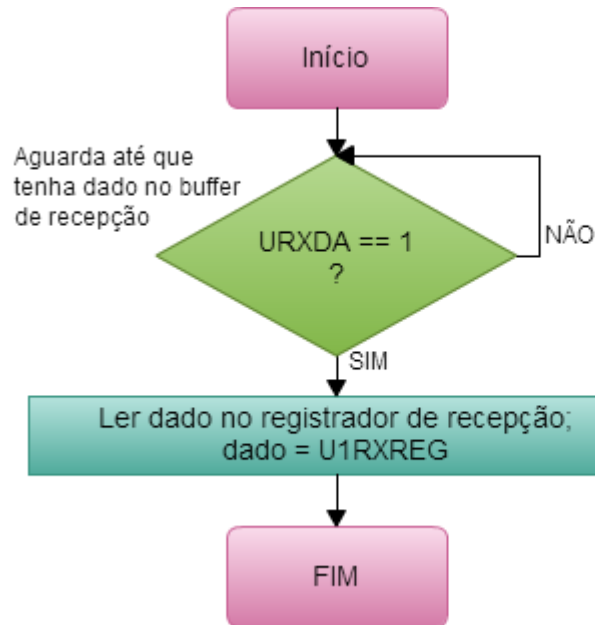 Início
Aguarda até que
tenha dado no buffer
de recepção
URXDA == 1
?
NÃO
SIM
Ler dado no registrador de recepção;
dado = U1RXREG
FIM